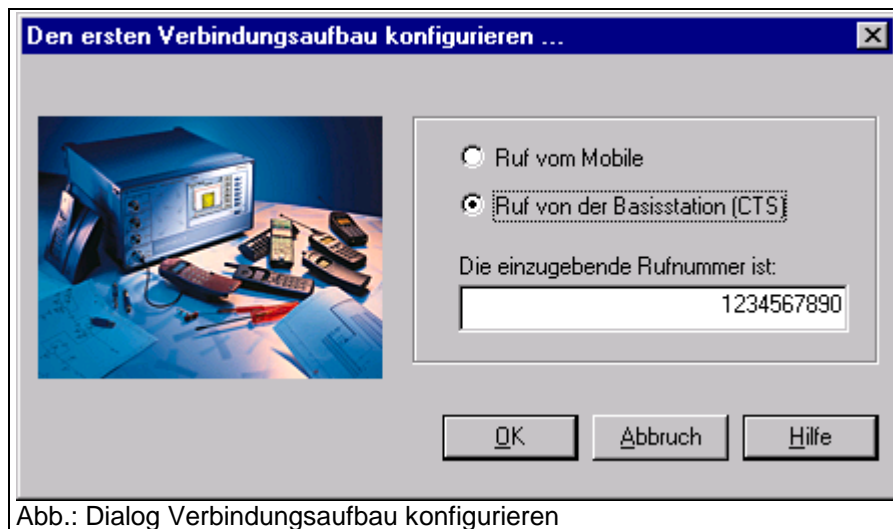 Den ersten Verbindungsaufbau konfigurieren ...
Ruf vom Mobile
Ruf von der Basisstation (CTS)
Die einzugebende Rufnummer ist:
1234567890
OK
Abbruch
Hilfe
Abb.: Dialog Verbindungsaufbau konfigurieren